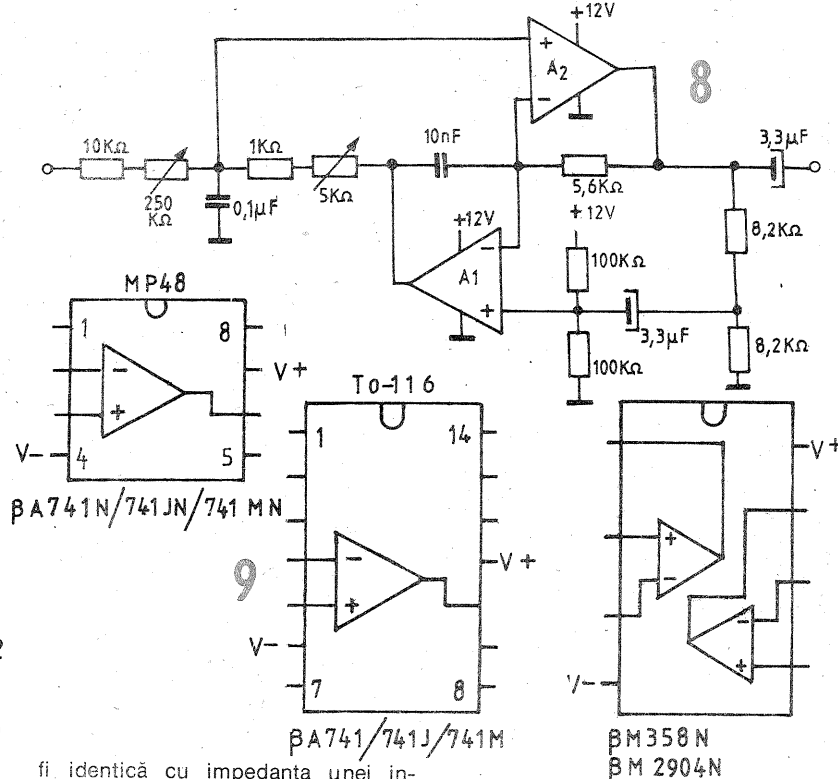 +12V
+
A2
−
8
10KΩ
250
KΩ
0,1µF
1KΩ
5KΩ
10nF
5,6KΩ
3,3µF
+12V
−
A1
+
+12V
100KΩ
100KΩ
3,3µF
8,2KΩ
8,2KΩ
MP48
1
8
−
+
V+
V−
4
5
βA741N/741JN/741MN
9
To-116
1
14
−
+
V+
V−
7
8
βA741/741J/741M
V+
+
−
−
+
V−
βM358N
βM2904N
2
fi identică cu impedanța unei in-